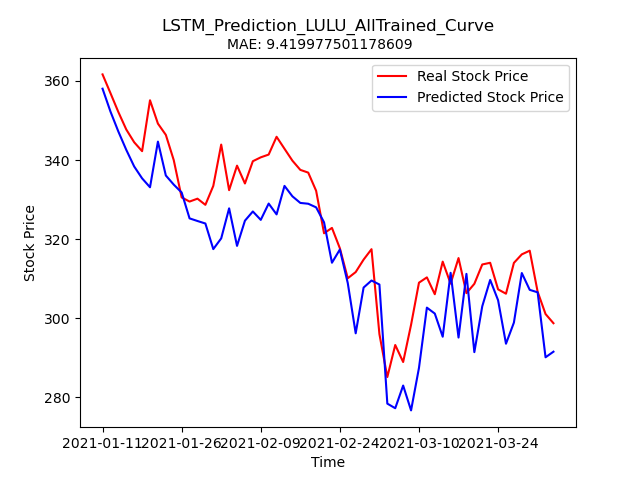 LSTM_Prediction_LULU_AllTrained_Curve
MAE: 9.419977501178609
Real Stock Price
Predicted Stock Price
Stock Price
360
340
320
300
280
2021-01-11 2021-01-26 2021-02-09 2021-02-24 2021-03-10 2021-03-24
Time